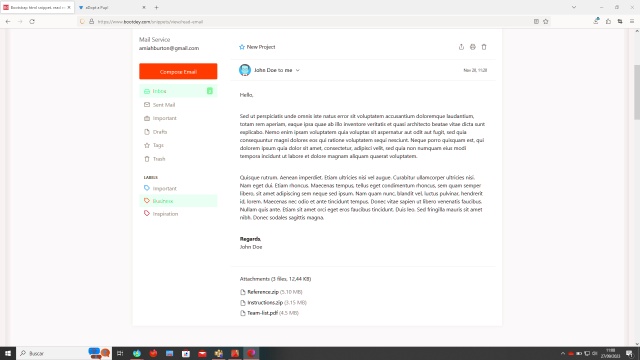 Bootdey html snippet read e
aDopt a Pup!
https://www.bootdey.com/snippets/view/read-email
Mail Service
amiahburton@gmail.com
Compose Email
Inbox
Sent Mail
Important
Drafts
Tags
Trash
LABELS
Important
Business
Inspiration
New Project
John Doe to me
Nov 20, 11:20
Hello,
Sed ut perspiciatis unde omnis iste natus error sit voluptatem accusantium doloremque laudantium,
totam rem aperiam, eaque ipsa quae ab illo inventore veritatis et quasi architecto beatae vitae dicta sunt
explicabo. Nemo enim ipsam voluptatem quia voluptas sit aspernatur aut odit aut fugit, sed quia
consequuntur magni dolores eos qui ratione voluptatem sequi nesciunt. Neque porro quisquam est, qui
dolorem ipsum quia dolor sit amet, consectetur, adipisci velit, sed quia non numquam eius modi
tempora incidunt ut labore et dolore magnam aliquam quaerat voluptatem.
Quisque rutrum. Aenean imperdiet. Etiam ultricies nisi vel augue. Curabitur ullamcorper ultricies nisi.
Nam eget dui. Etiam rhoncus. Maecenas tempus, tellus eget condimentum rhoncus, sem quam semper
libero, sit amet adipiscing sem neque sed ipsum. Nam quam nunc, blandit vel, luctus pulvinar, hendrerit
id, lorem. Maecenas nec odio et ante tincidunt tempus. Donec vitae sapien ut libero venenatis faucibus.
Nullam quis ante. Etiam sit amet orci eget eros faucibus tincidunt. Duis leo. Sed fringilla mauris sit amet
nibh. Donec sodales sagittis magna.
Regards,
John Doe
Attachments (3 files, 12,44 KB)
Reference.zip (5.10 MB)
Instructions.zip (3.15 MB)
Team-list.pdf (4.5 MB)
Buscar
11:00
27/09/2023